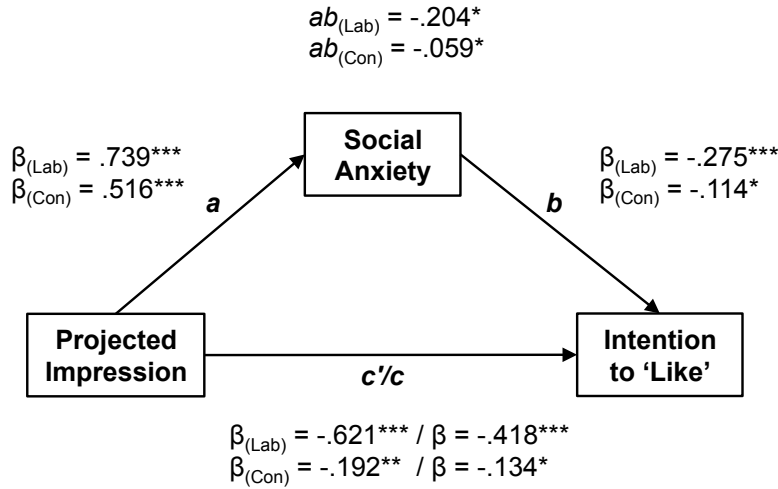 ab(Lab) = -.204*
ab(Con) = -.059*
Social
Anxiety
β(Lab) = .739***
β(Con) = .516***
β(Lab) = -.275***
β(Con) = -.114*
a
b
Projected
Impression
Intention
to ‘Like’
c'/c
β(Lab) = -.621*** / β = -.418***
β(Con) = -.192** / β = -.134*